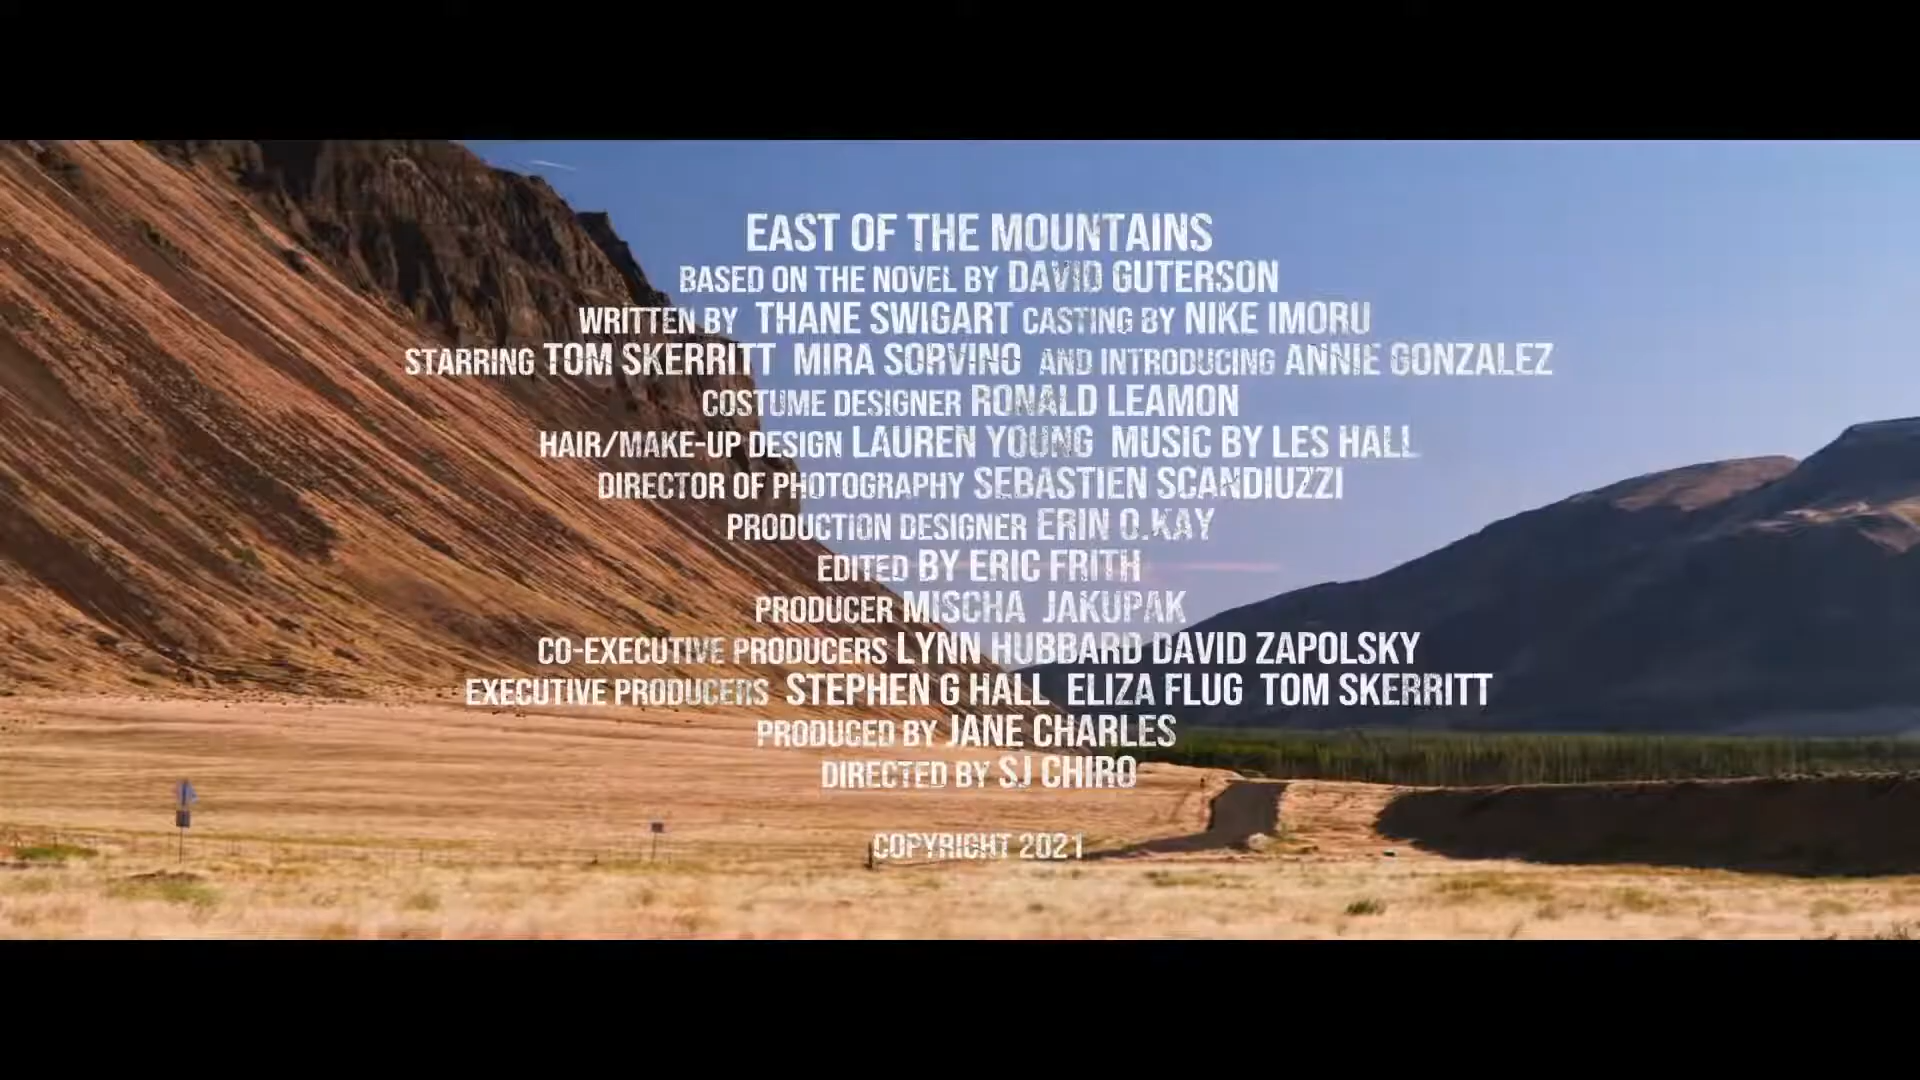 EAST OF THE MOUNTAINS
BASED ON THE NOVEL BY DAVID GUTERSON
WRITTEN BY THANE SWIGART CASTING BY NIKE IMORU
STARRING TOM SKERRITT MIRA SORVINO AND INTRODUCING ANNIE GONZALEZ
COSTUME DESIGNER RONALD LEAMON
HAIR/MAKE-UP DESIGN LAUREN YOUNG MUSIC BY LES HALL
DIRECTOR OF PHOTOGRAPHY SEBASTIEN SCANDIUZZI
PRODUCTION DESIGNER ERIN O.KAY
EDITED BY ERIC FRITH
PRODUCER MISCHA JAKUPAK
CO-EXECUTIVE PRODUCERS LYNN HUBBARD DAVID ZAPOLSKY
EXECUTIVE PRODUCERS STEPHEN G HALL ELIZA FLUG TOM SKERRITT
PRODUCED BY JANE CHARLES
DIRECTED BY SJ CHIRO
COPYRIGHT 2021